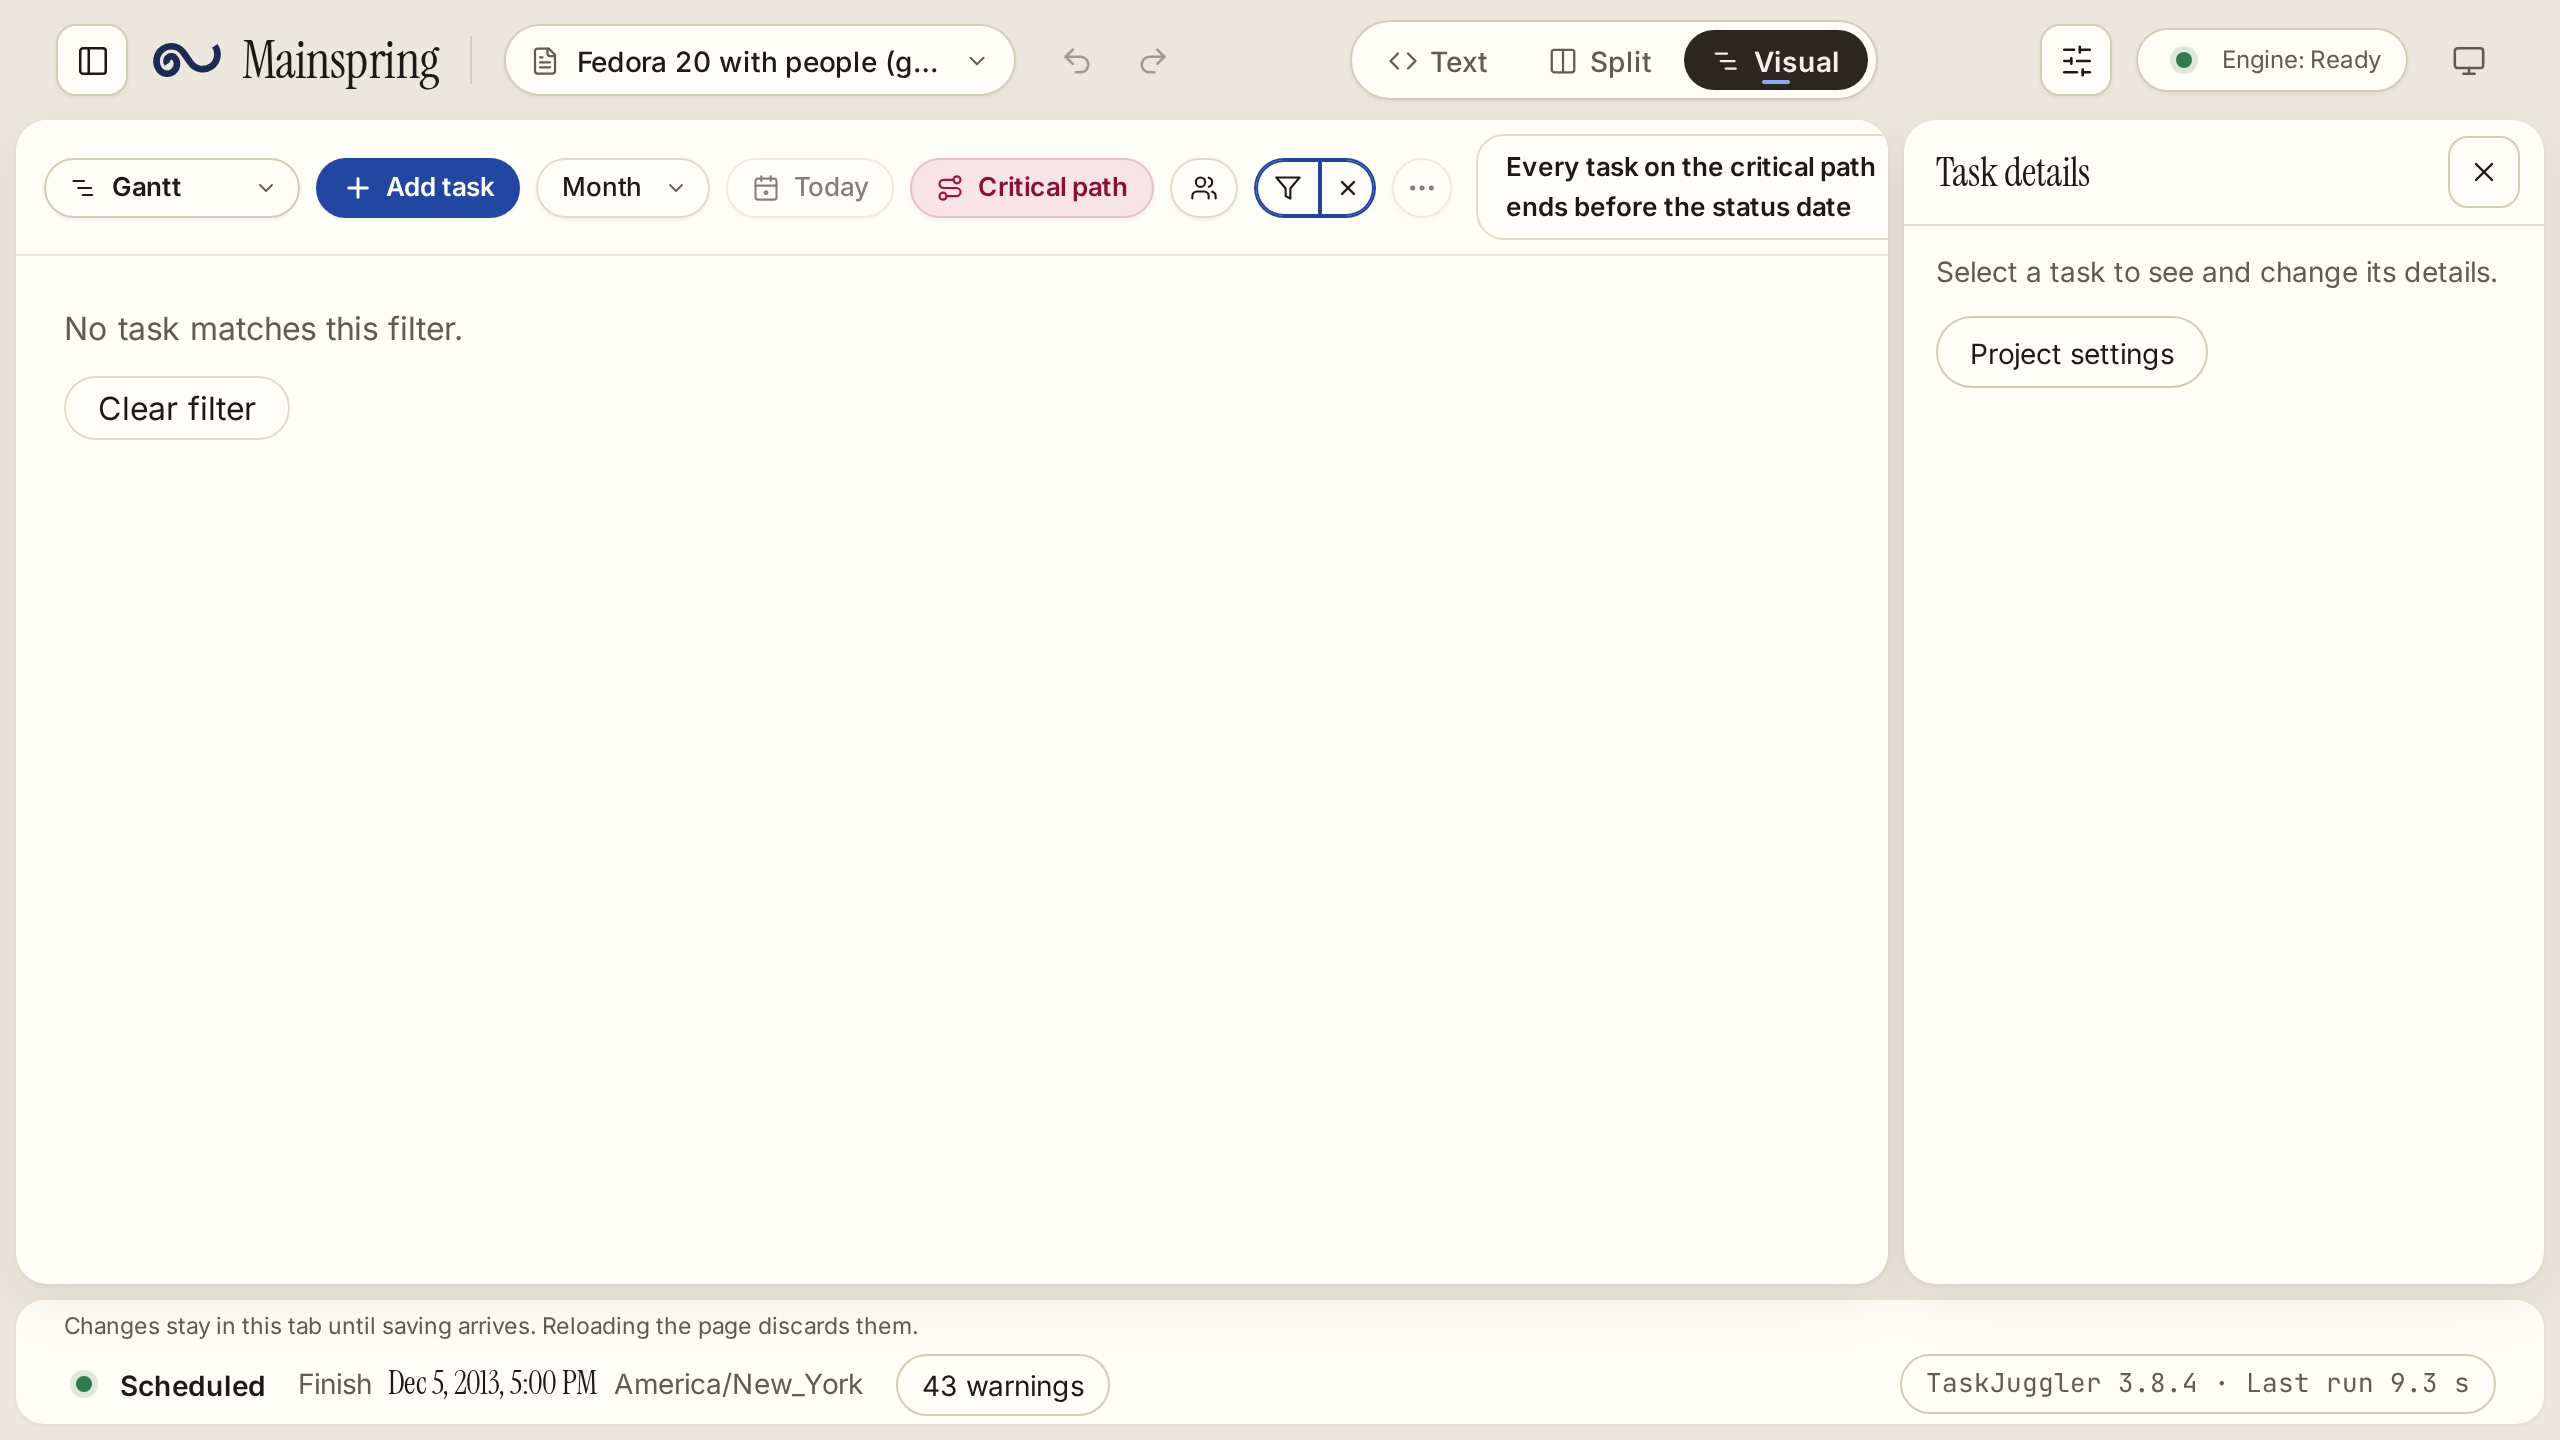 Mainspring
Fedora 20 with people (g...
Text
Split
Visual
Engine: Ready
Gantt
Add task
Month
Today
Critical path
Every task on the critical path
ends before the status date
Task details
Select a task to see and change its details.
Project settings
No task matches this filter.
Clear filter
Changes stay in this tab until saving arrives. Reloading the page discards them.
Scheduled Finish Dec 5, 2013, 5:00 PM America/New_York 43 warnings
TaskJuggler 3.8.4 · Last run 9.3 s